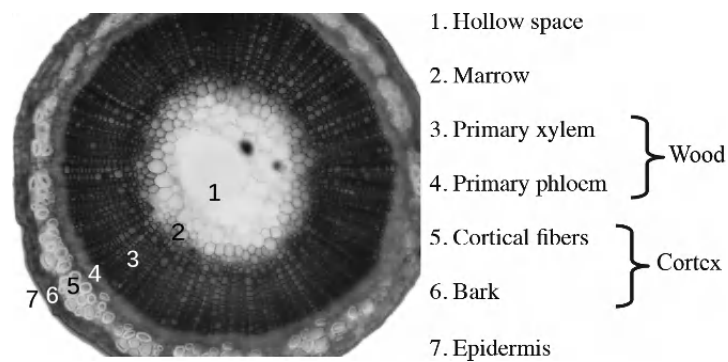 1. Hollow space
2. Marrow
3. Primary xylem
4. Primary phloem
Wood
5. Cortical fibers
6. Bark
Cortex
7. Epidermis
1
2
3
4
5
6
7